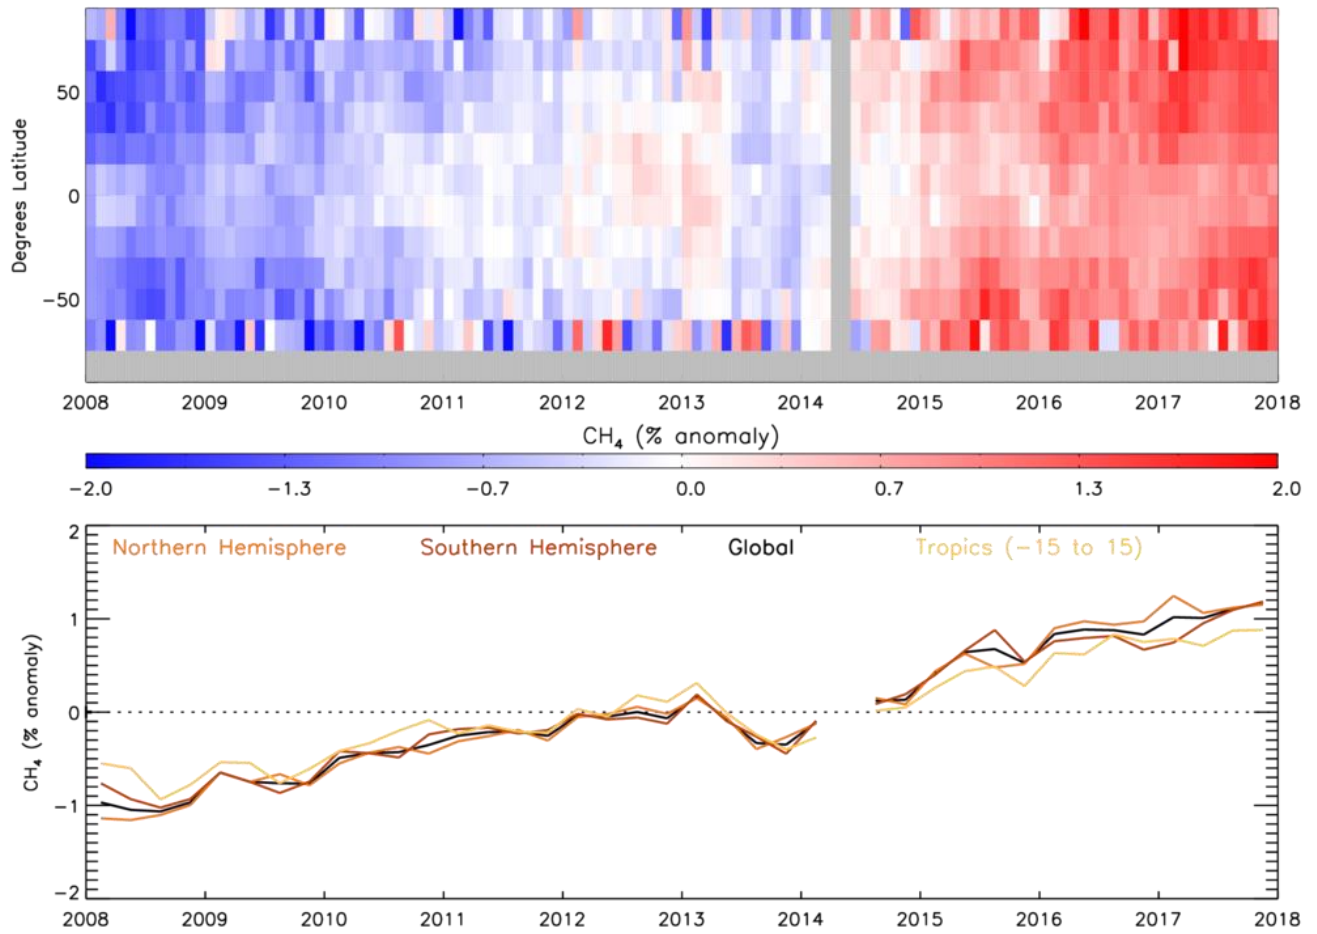 50
0
−50
Degrees Latitude
2008 2009 2010 2011 2012 2013 2014 2015 2016 2017 2018
CH₄ (% anomaly)
−2.0 −1.3 −0.7 0.0 0.7 1.3 2.0
2
Northern Hemisphere Southern Hemisphere Global Tropics (−15 to 15)
1
0
−1
−2
CH₄ (% anomaly)
2008 2009 2010 2011 2012 2013 2014 2015 2016 2017 2018